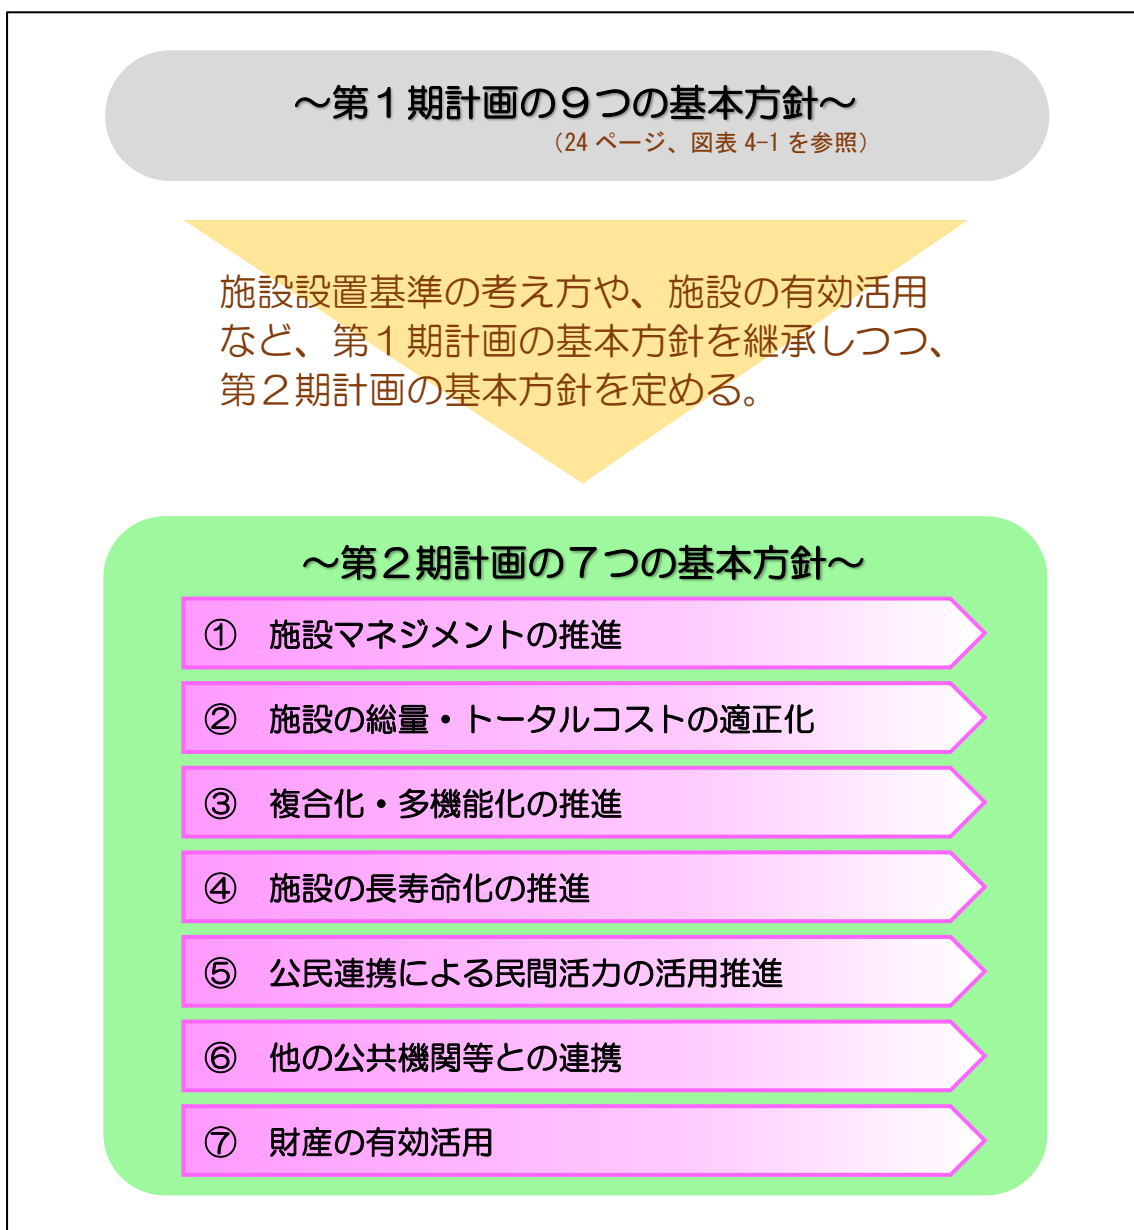 ～第１期計画の９つの基本方針～
（24 ページ、図表 4-1 を参照）
施設設置基準の考え方や、施設の有効活用
など、第１期計画の基本方針を継承しつつ、
第２期計画の基本方針を定める。
～第２期計画の７つの基本方針～
①　施設マネジメントの推進
②　施設の総量・トータルコストの適正化
③　複合化・多機能化の推進
④　施設の長寿命化の推進
⑤　公民連携による民間活力の活用推進
⑥　他の公共機関等との連携
⑦　財産の有効活用